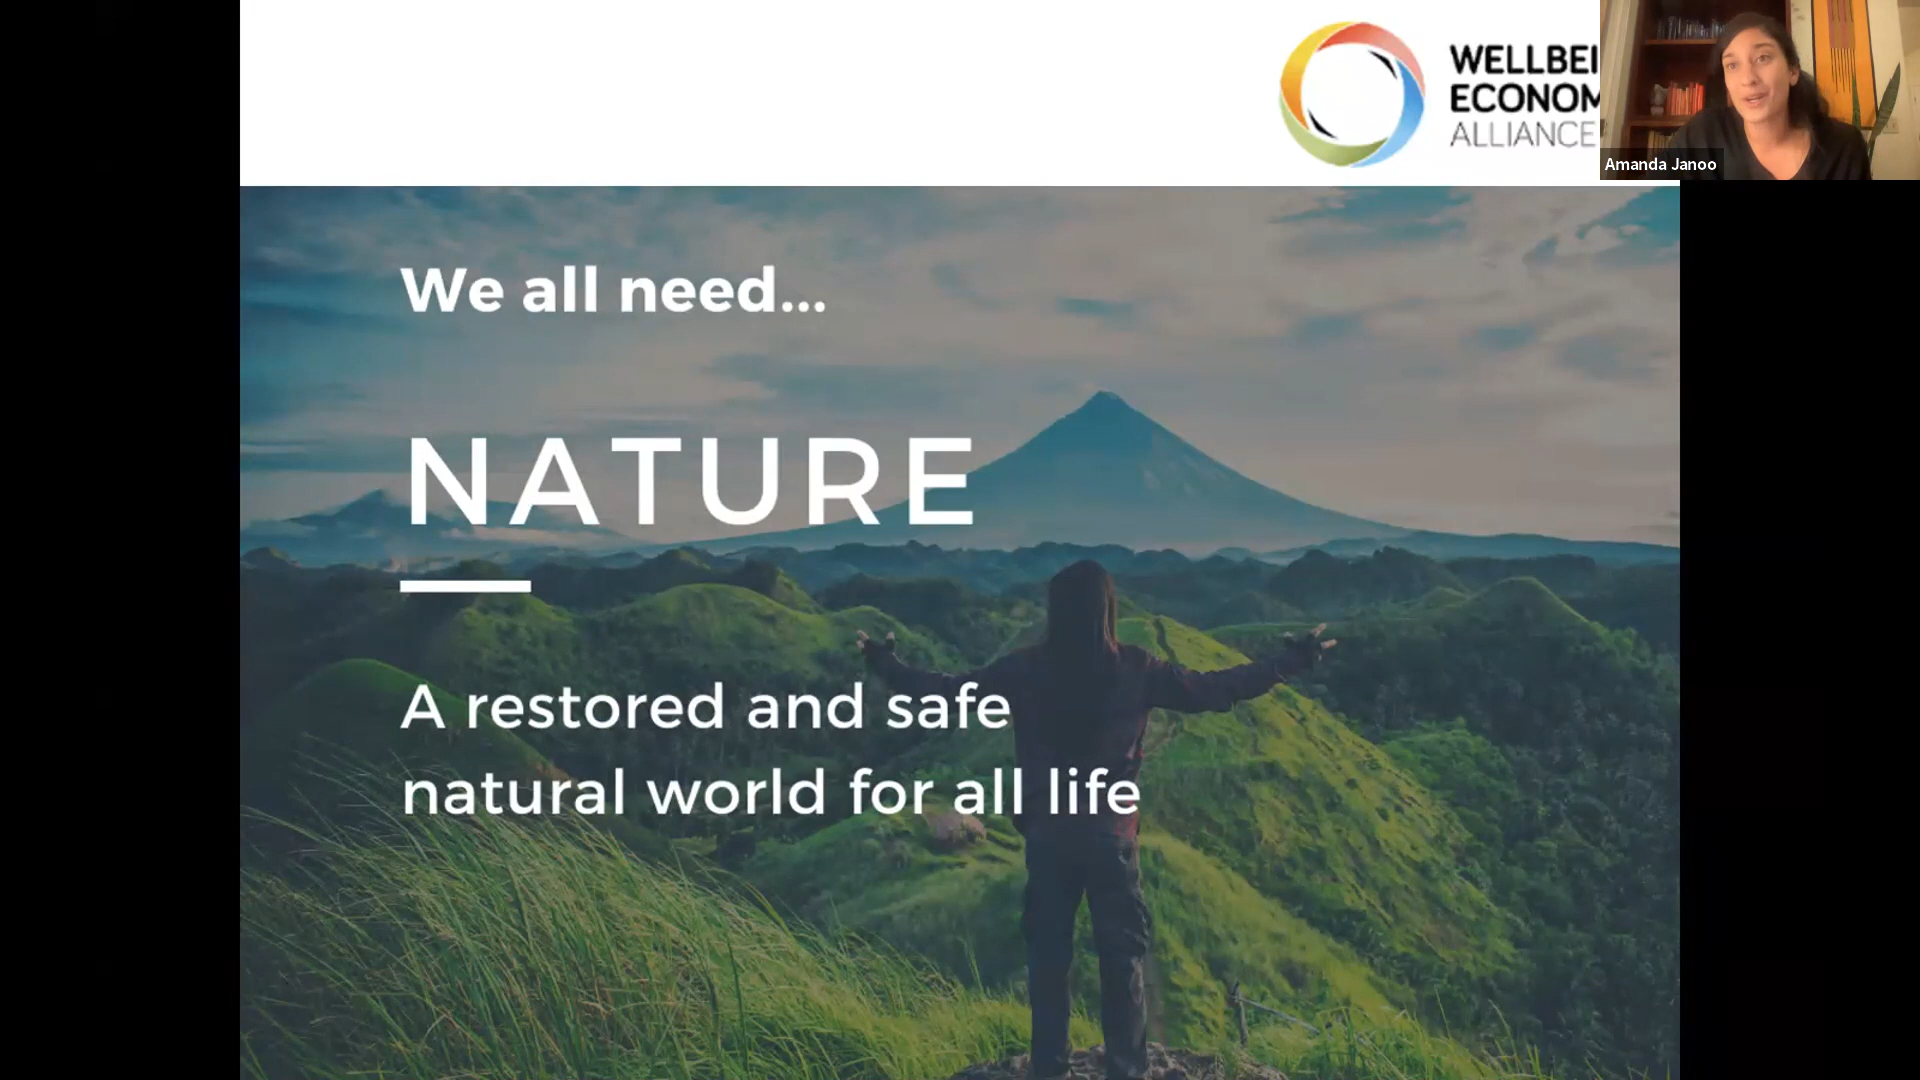 WELLBEI
ECONOM
ALLIANCE
Amanda Janoo
We all need...
NATURE
A restored and safe
natural world for all life